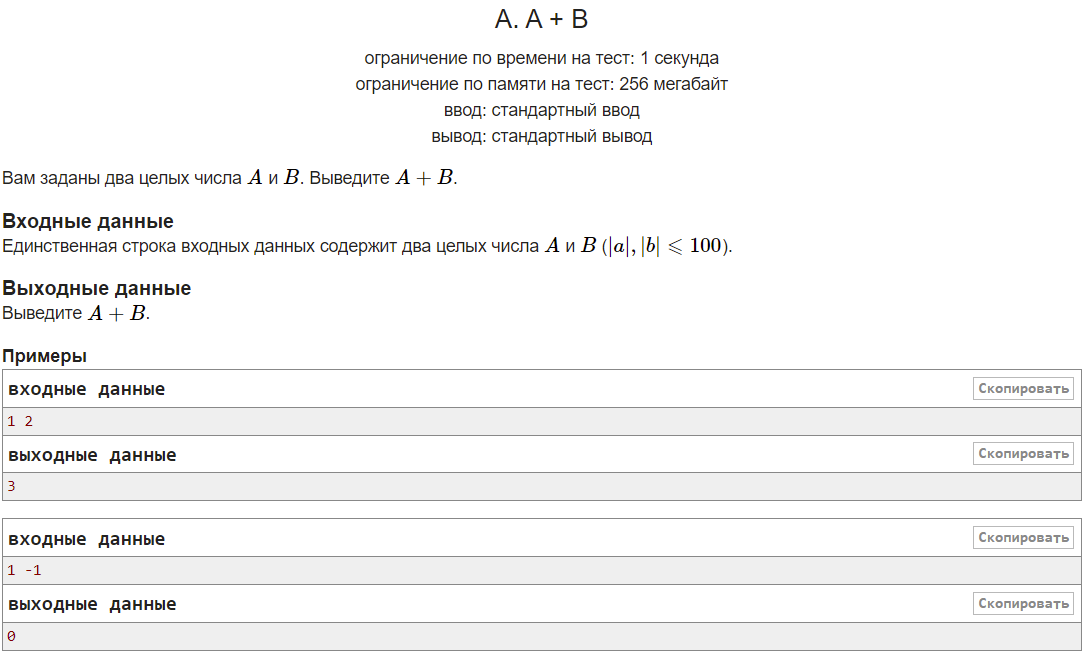 A. A + B
ограничение по времени на тест: 1 секунда
ограничение по памяти на тест: 256 мегабайт
ввод: стандартный ввод
вывод: стандартный вывод
Вам заданы два целых числа A и B. Выведите A + B.
Входные данные
Единственная строка входных данных содержит два целых числа A и B (|a|, |b| ⩽ 100).
Выходные данные
Выведите A + B.
Примеры
входные данные Скопировать
1 2
выходные данные Скопировать
3
входные данные Скопировать
1 -1
выходные данные Скопировать
0